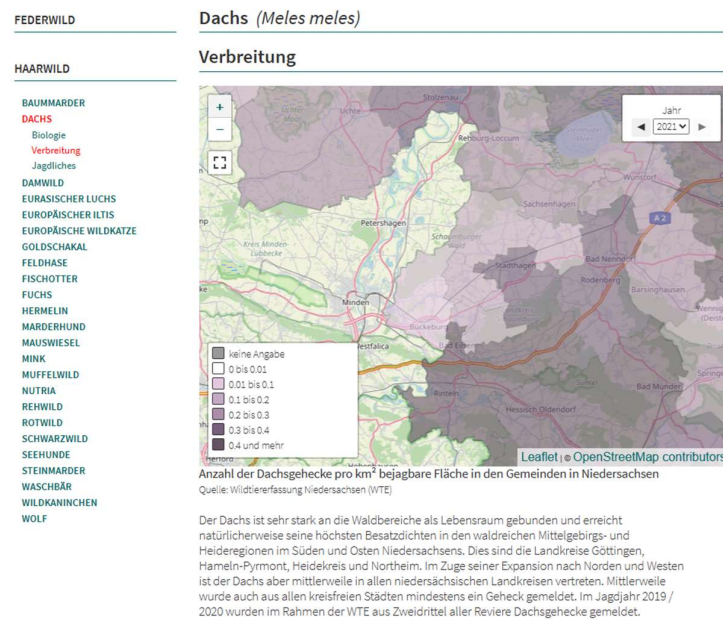 FEDERWILD
HAARWILD
BAUMMARDER
DACHS
Biologie
Verbreitung
Jagdliches
DAMWILD
EURASISCHER LUCHS
EUROPÄISCHER ILTIS
EUROPÄISCHE WILDKATZE
GOLDSCHAKAL
FELDHASE
FISCHOTTER
FUCHS
HERMELIN
MARDERHUND
MAUSWIESEL
MINK
MUFFELWILD
NUTRIA
REHWILD
ROTWILD
SCHWARZWILD
SEEHUNDE
STEINMARDER
WASCHBÄR
WILDKANINCHEN
WOLF
Dachs (Meles meles)
Verbreitung
+
−
Jahr
◀ 2021 ▶
Stolzenau
Uchte
Rehburg-Loccum
Wunstorf
Sachsenhagen
A 2
Petershagen
Schaumburger
Wald
Kreis Minden
Lübbecke
Stadthagen
Bad Nenndorf
Rodenberg
Barsinghausen
Minden
Bückeburg
Westfalica
Bad Eilsen
Rinteln
Hessisch Oldendorf
Bad Münder
Springe
Herford
keine Angabe
0 bis 0.01
0.01 bis 0.1
0.1 bis 0.2
0.2 bis 0.3
0.3 bis 0.4
0,4 und mehr
Leaflet | © OpenStreetMap contributors
Anzahl der Dachsgehecke pro km² bejagbare Fläche in den Gemeinden in Niedersachsen
Quelle: Wildtiererfassung Niedersachsen (WTE)
Der Dachs ist sehr stark an die Waldbereiche als Lebensraum gebunden und erreicht
natürlicherweise seine höchsten Besatzdichten in den waldreichen Mittelgebirgs- und
Heideregionen im Süden und Osten Niedersachsens. Dies sind die Landkreise Göttingen,
Hameln-Pyrmont, Heidekreis und Northeim. Im Zuge seiner Expansion nach Norden und Westen
ist der Dachs aber mittlerweile in allen niedersächsischen Landkreisen vertreten. Mittlerweile
wurde auch aus allen kreisfreien Städten mindestens ein Geheck gemeldet. Im Jagdjahr 2019 /
2020 wurden im Rahmen der WTE aus Zweidrittel aller Reviere Dachsgehecke gemeldet.